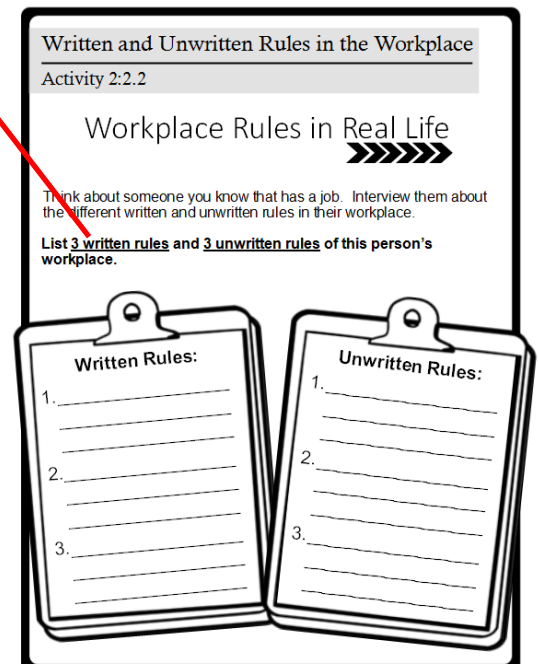 Written and Unwritten Rules in the Workplace
Activity 2:2.2
Workplace Rules in Real Life
Think about someone you know that has a job.  Interview them about
the different written and unwritten rules in their workplace.
List 3 written rules and 3 unwritten rules of this person's
workplace.
Written Rules:
1.
2.
3.
Unwritten Rules:
1.
2.
3.